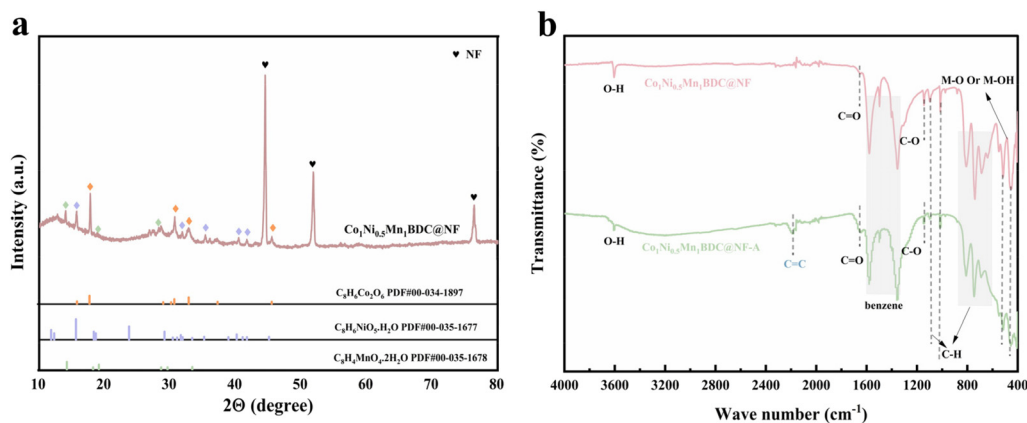 a
♥ NF
Co₁Ni₀.₅Mn₁BDC@NF
C₈H₆Co₂O₆ PDF#00-034-1897
C₈H₆NiO₅.H₂O PDF#00-035-1677
C₈H₄MnO₄.2H₂O PDF#00-035-1678
Intensity (a.u.)
10 20 30 40 50 60 70 80
2Θ (degree)
b
Co₁Ni₀.₅Mn₁BDC@NF
M-O Or M-OH
O-H
C=O
C-O
Co₁Ni₀.₅Mn₁BDC@NF-A
O-H
C=C
C=O
C-O
benzene
C-H
Transmittance (%)
4000 3600 3200 2800 2400 2000 1600 1200 800 400
Wave number (cm⁻¹)